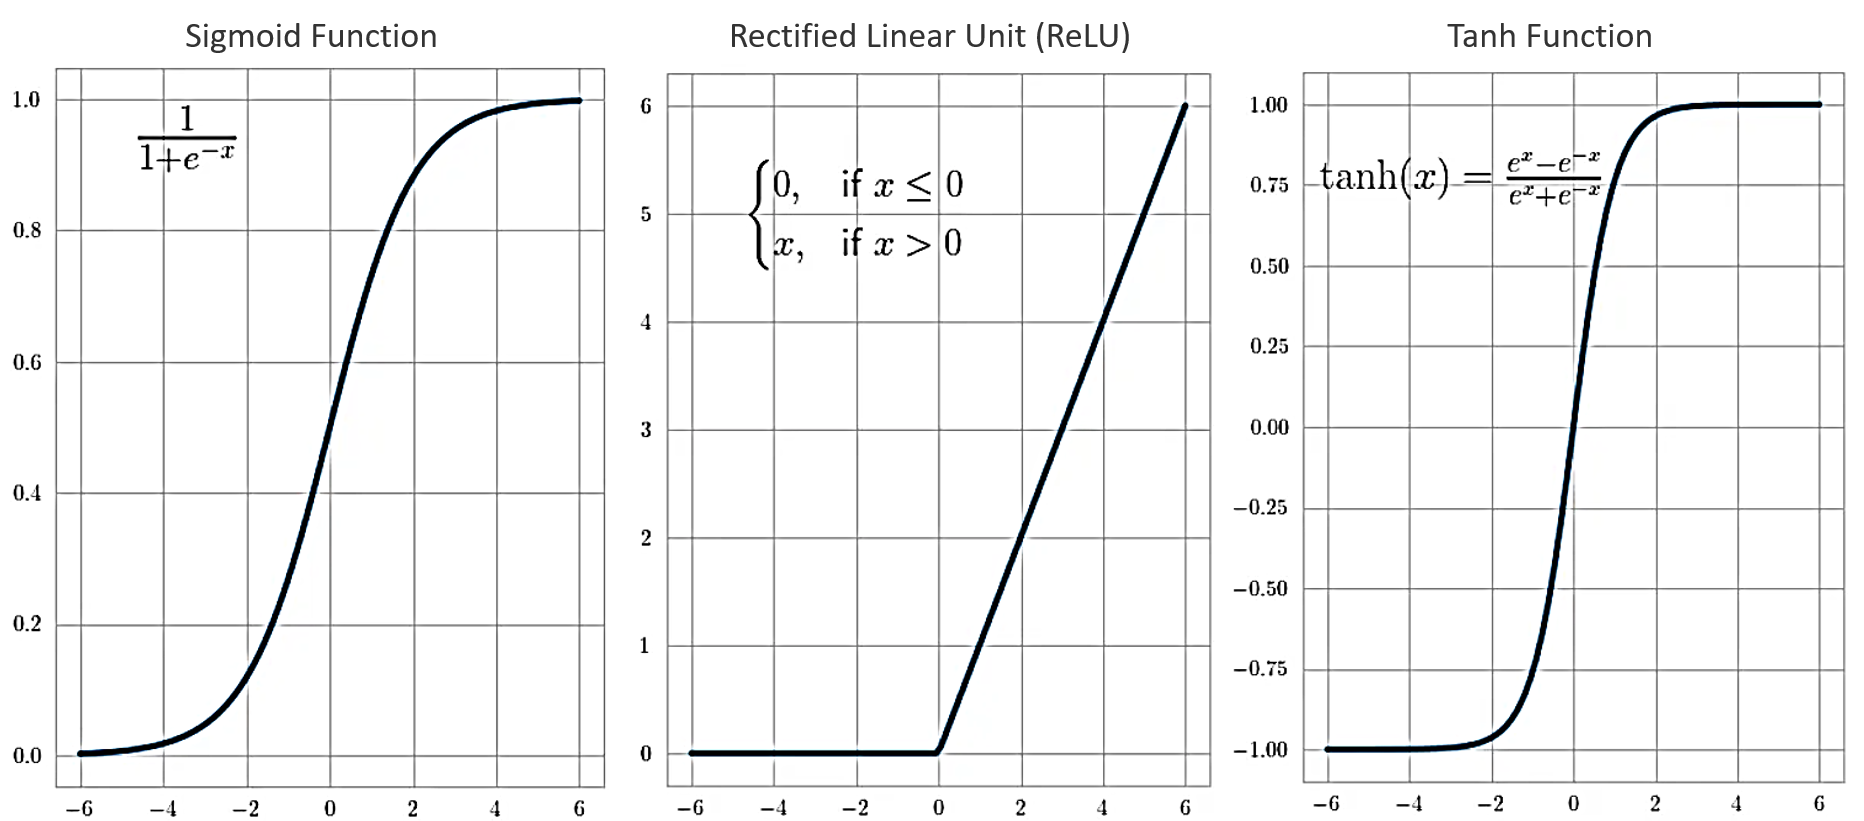 Sigmoid Function
1.0
0.8
0.6
0.4
0.2
0.0
1
1+e^{−x}
−6 −4 −2 0 2 4 6
Rectified Linear Unit (ReLU)
6
5
4
3
2
1
0
{0, if x ≤ 0
x, if x > 0
−6 −4 −2 0 2 4 6
Tanh Function
1.00
0.75
0.50
0.25
0.00
−0.25
−0.50
−0.75
−1.00
tanh(x) = \frac{e^x−e^{−x}}{e^x+e^{−x}}
−6 −4 −2 0 2 4 6